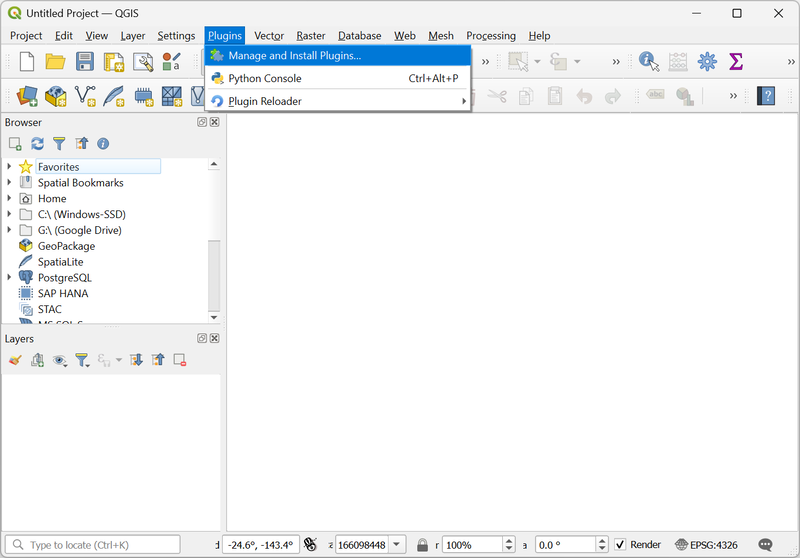 Untitled Project — QGIS
Project Edit View Layer Settings Plugins Vector Raster Database Web Mesh Processing Help
Manage and Install Plugins...
Python Console Ctrl+Alt+P
Plugin Reloader
Browser
Favorites
Spatial Bookmarks
Home
C:\ (Windows-SSD)
G:\ (Google Drive)
GeoPackage
SpatiaLite
PostgreSQL
SAP HANA
STAC
Layers
Type to locate (Ctrl+K)
-24.6°, -143.4°
166098448
100%
0.0 °
Render
EPSG:4326